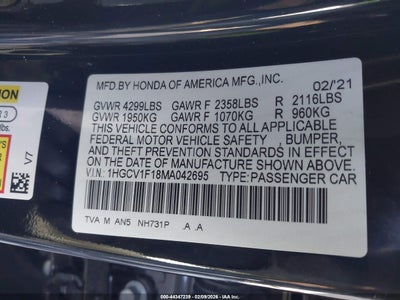 MFD.BY HONDA OF AMERICA MFG.,INC. 02/'21
GVWR 4299LBS GAWR F 2358LBS R 2116LBS
GVWR 1950KG GAWR F 1070KG R 960KG
THIS VEHICLE CONFORMS TO ALL APPLICABLE
FEDERAL MOTOR VEHICLE SAFETY , BUMPER,
AND THEFT PREVENTION STANDARDS IN EFFECT
ON THE DATE OF MANUFACTURE SHOWN ABOVE.
V.I.N: 1HGCV1F18MA042695 TYPE:PASSENGER CAR
TVA M AN5 NH731P .A .A
V7
© 44347239 - 02/09/2026 - IAA